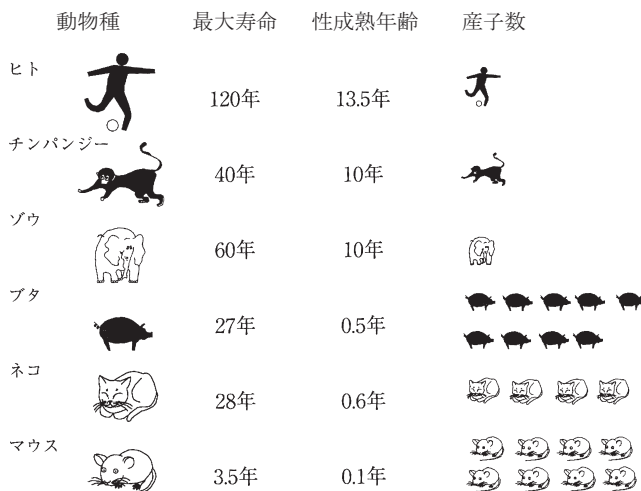 動物種 最大寿命 性成熟年齢 産子数
ヒト
120年 13.5年
チンパンジー
40年 10年
ゾウ
60年 10年
ブタ
27年 0.5年
ネコ
28年 0.6年
マウス
3.5年 0.1年